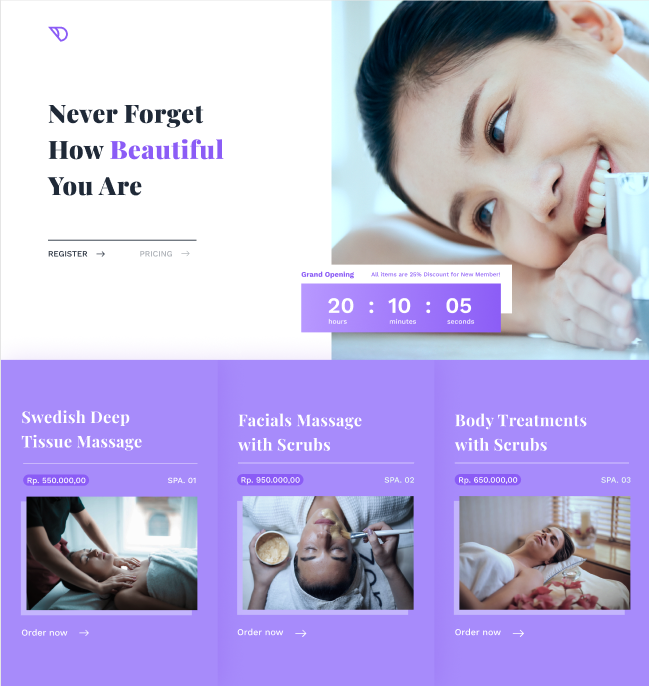 Never Forget
How Beautiful
You Are
REGISTER
PRICING
Grand Opening
All items are 25% Discount for New Member!
20 : 10 : 05
hours minutes seconds
Swedish Deep
Tissue Massage
Rp. 550.000,00
SPA. 01
Order now
Facials Massage
with Scrubs
Rp. 950.000,00
SPA. 02
Order now
Body Treatments
with Scrubs
Rp. 650.000,00
SPA. 03
Order now